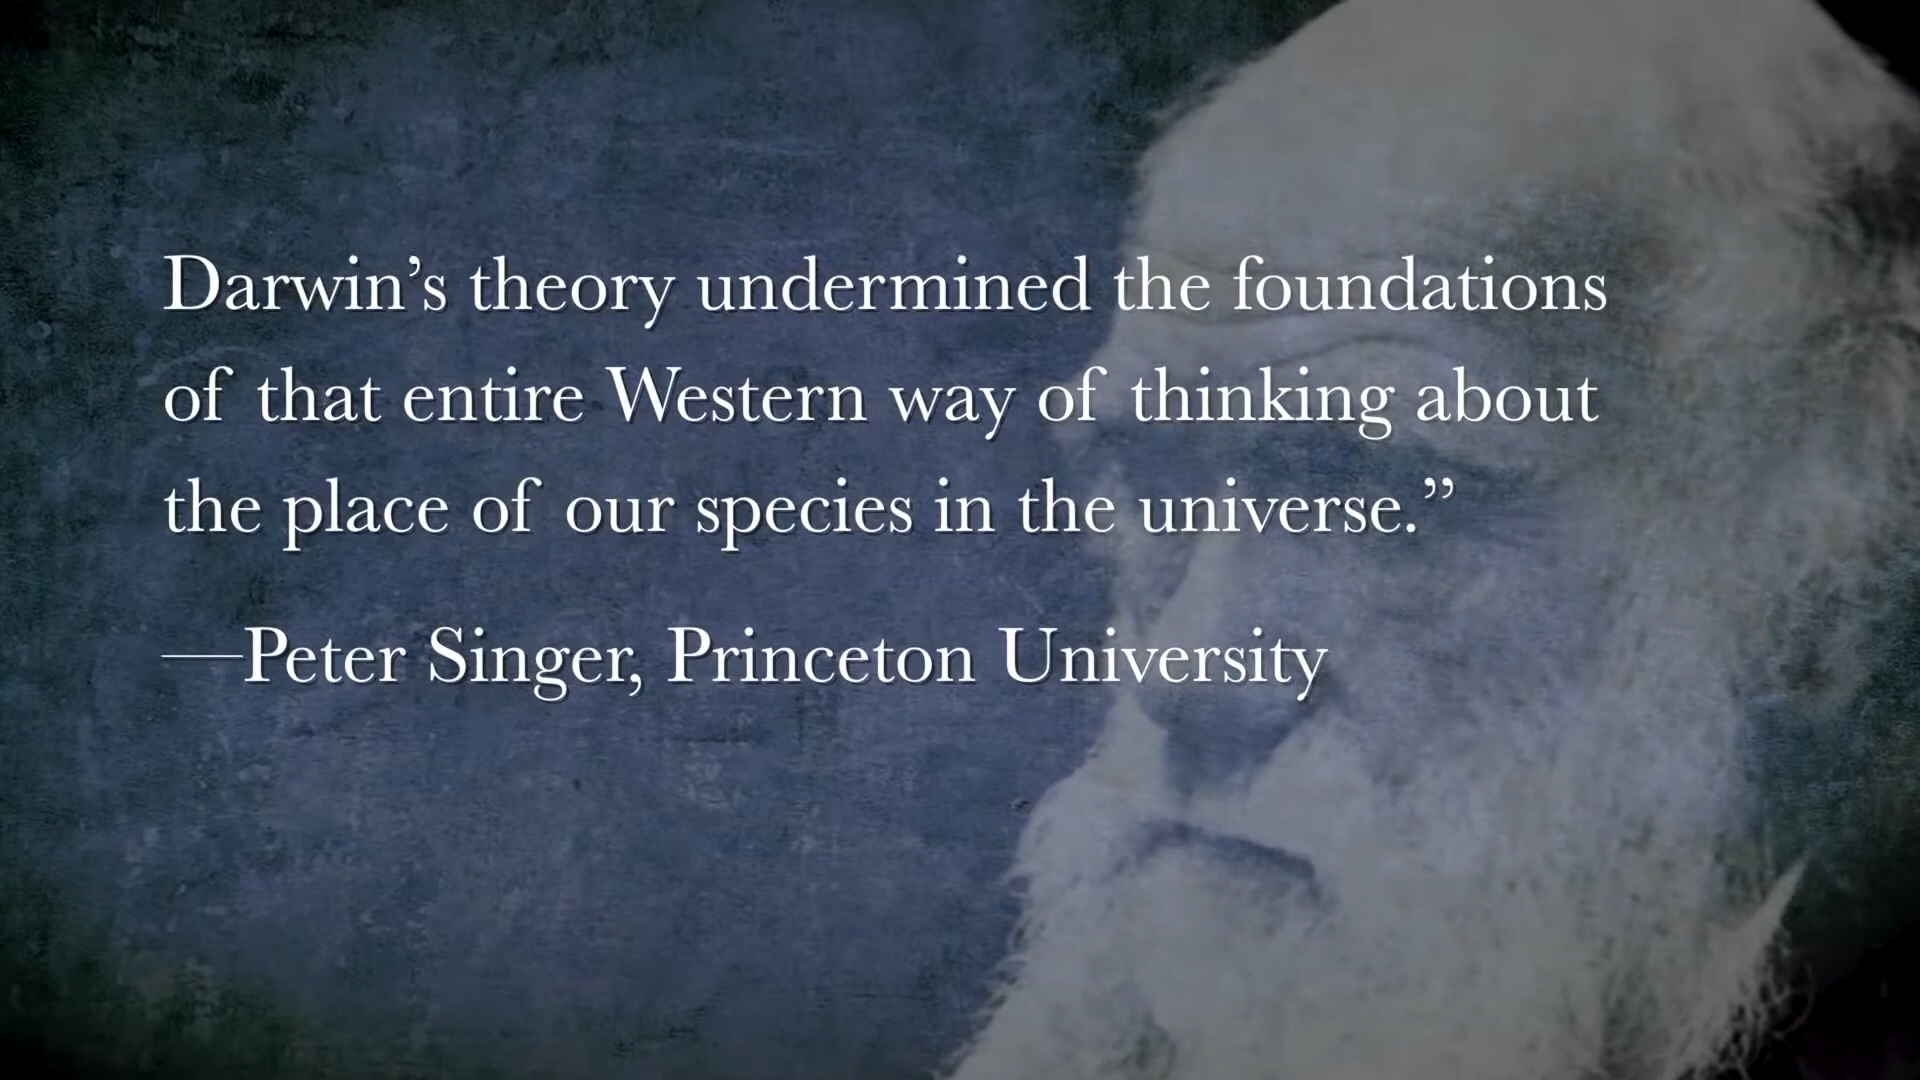 Darwin’s theory undermined the foundations
of that entire Western way of thinking about
the place of our species in the universe.”
—Peter Singer, Princeton University